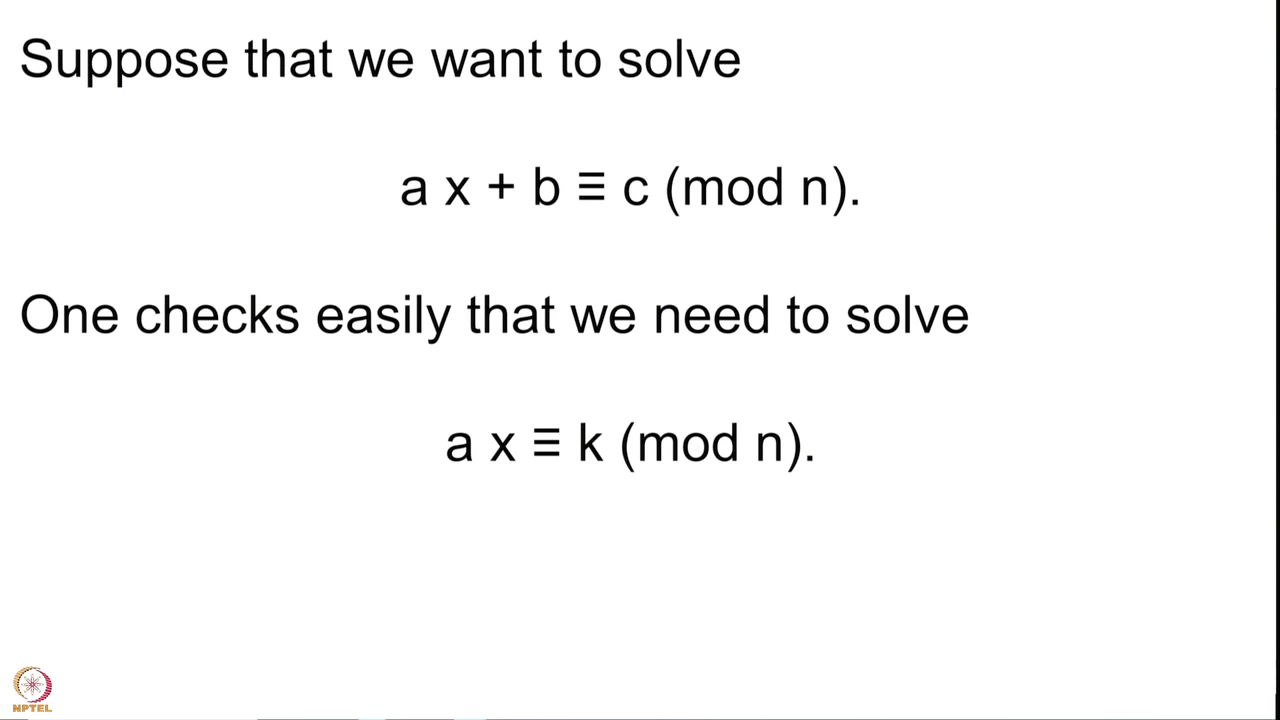 Suppose that we want to solve
a x + b ≡ c (mod n).
One checks easily that we need to solve
a x ≡ k (mod n).
NPTEL